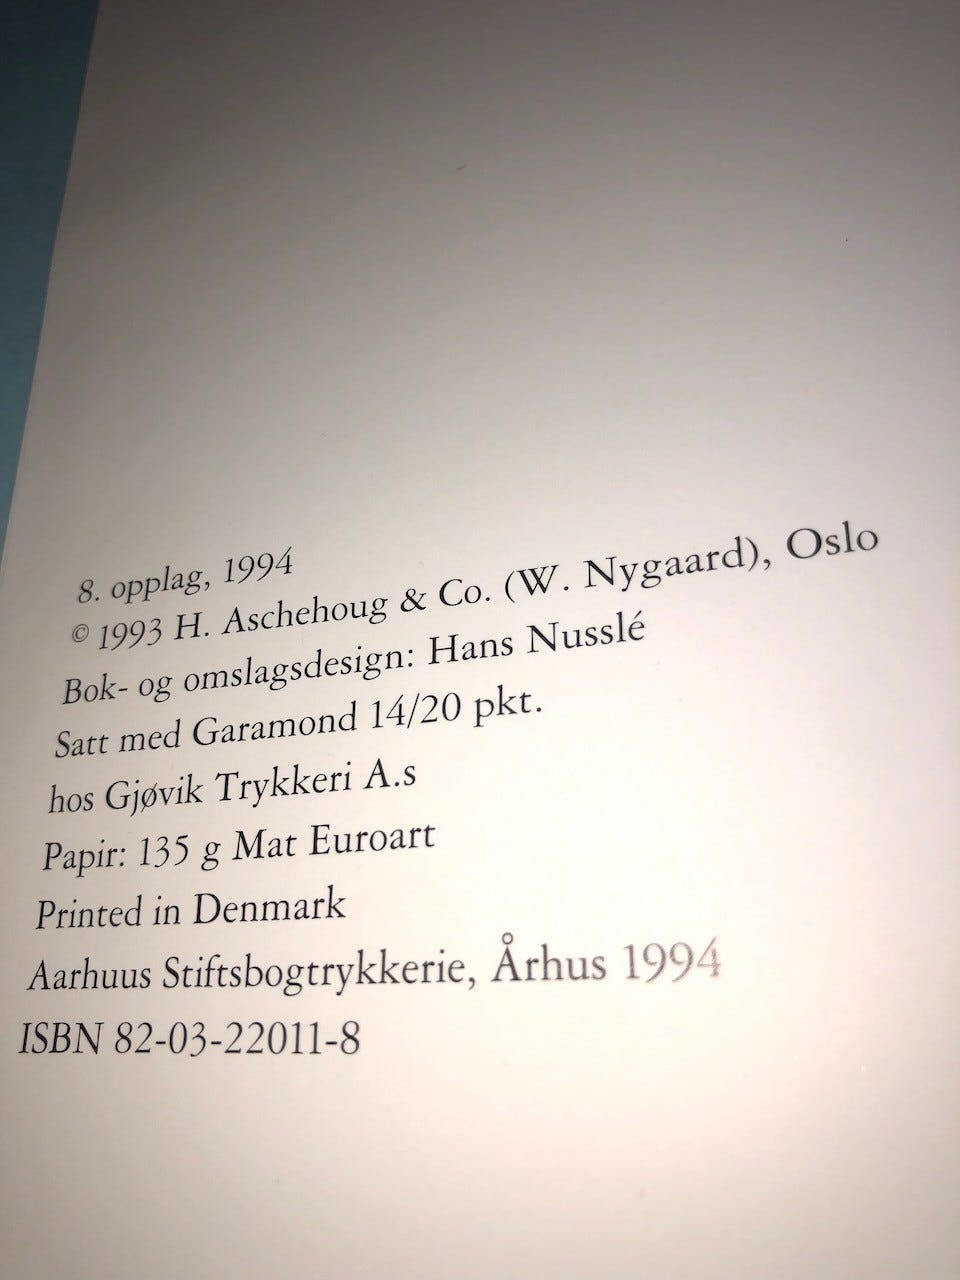 8. opplag, 1994
© 1993 H. Aschehoug & Co. (W. Nygaard), Oslo
Bok- og omslagsdesign: Hans Nusslé
Satt med Garamond 14/20 pkt.
hos Gjøvik Trykkeri A.s
Papir: 135 g Mat Euroart
Printed in Denmark
Aarhuus Stiftsbogtrykkerie, Århus 1994
ISBN 82-03-22011-8